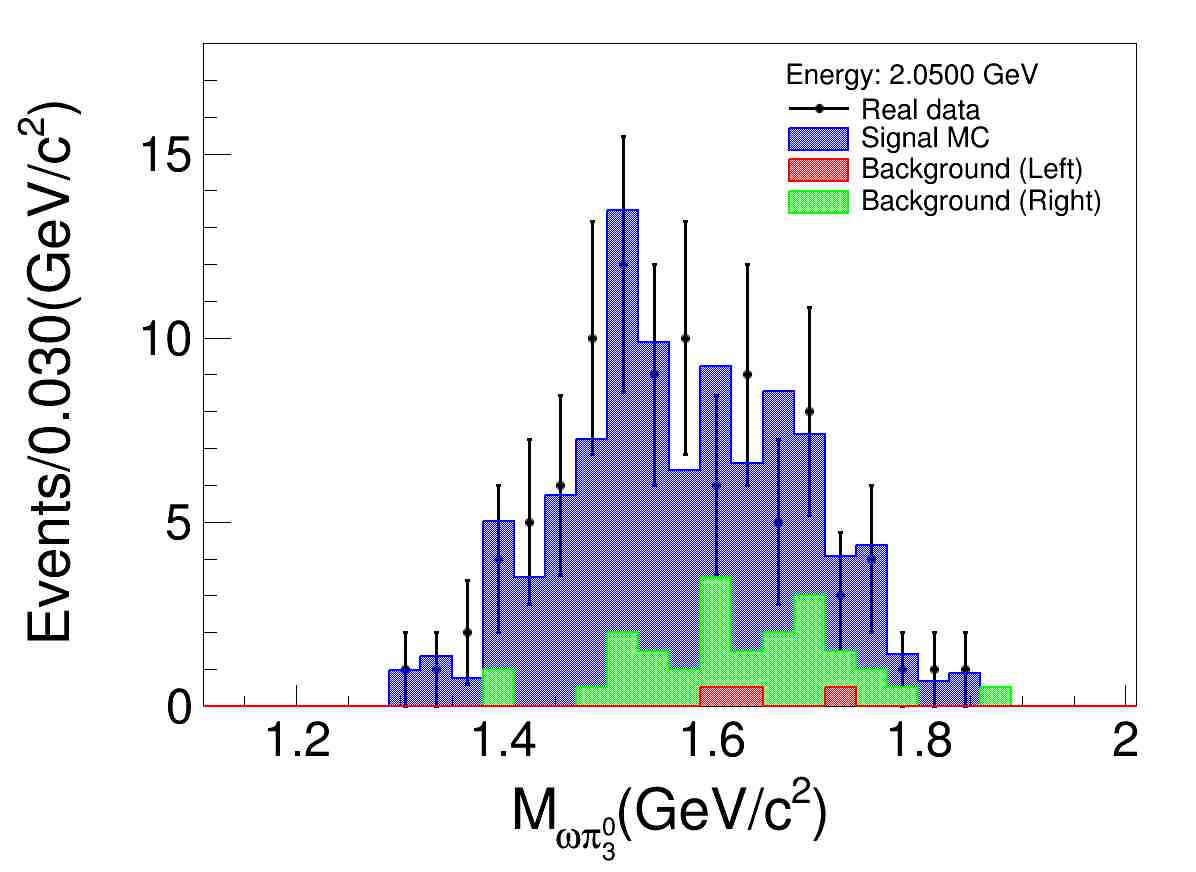 Energy: 2.0500 GeV
Real data
Signal MC
Background (Left)
Background (Right)
Events/0.030(GeV/c²)
15
10
5
0
1.2 1.4 1.6 1.8 2
M_ωπ⁰₃(GeV/c²)